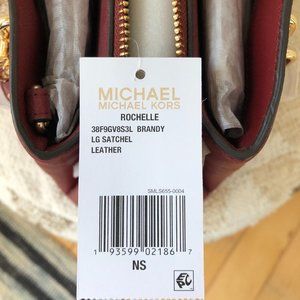 MICHAEL
MICHAEL KORS
ROCHELLE
38F9GV8S3L BRANDY
LG SATCHEL
LEATHER
SMLS655-0004
1 93599 02186 7
NS